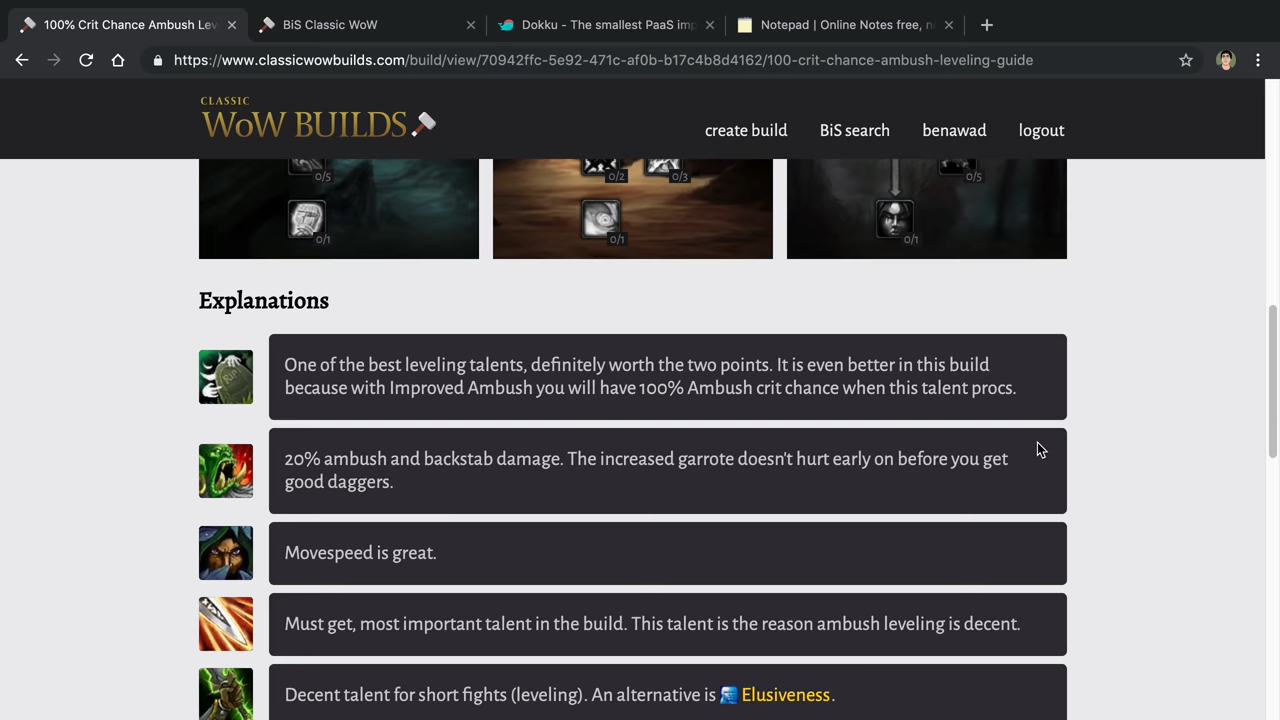 100% Crit Chance Ambush Lev
BiS Classic WoW
Dokku - The smallest PaaS imp
Notepad | Online Notes free, n
https://www.classicwowbuilds.com/build/view/70942ffc-5e92-471c-af0b-b17c4b8d4162/100-crit-chance-ambush-leveling-guide
CLASSIC
WoW BUILDS
create build
BiS search
benawad
logout
0/5
0/2
0/3
0/5
0/1
0/1
0/1
Explanations
RIP
One of the best leveling talents, definitely worth the two points. It is even better in this build
because with Improved Ambush you will have 100% Ambush crit chance when this talent procs.
20% ambush and backstab damage. The increased garrote doesn't hurt early on before you get
good daggers.
Movespeed is great.
Must get, most important talent in the build. This talent is the reason ambush leveling is decent.
Decent talent for short fights (leveling). An alternative is Elusiveness.